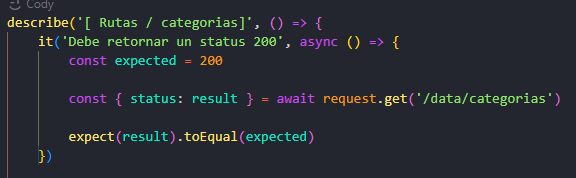 Cody
describe('[ Rutas / categorias]', () => {
    it('Debe retornar un status 200', async () => {
        const expected = 200

        const { status: result } = await request.get('/data/categorias')

        expect(result).toEqual(expected)
    })